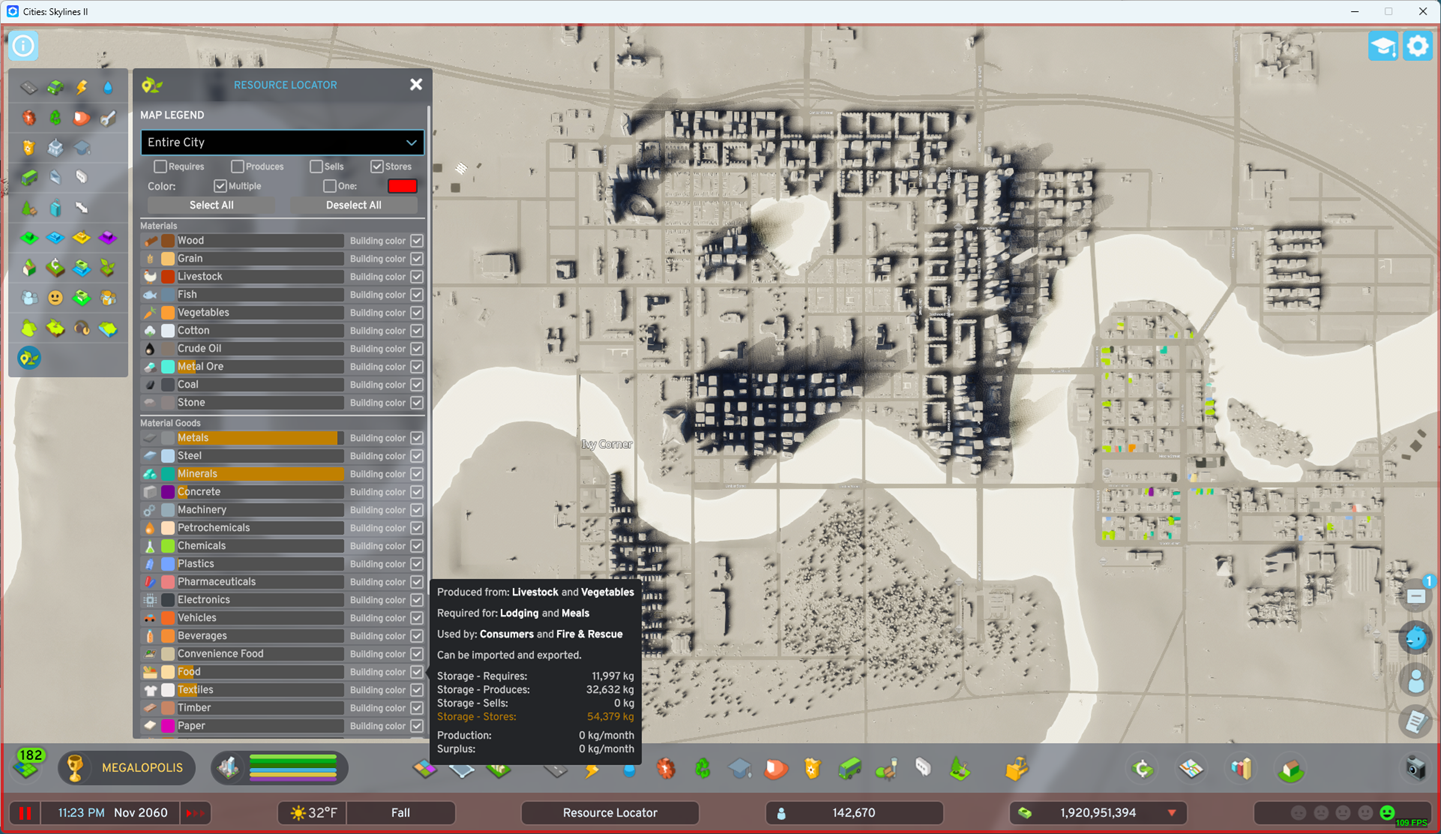 Cities: Skylines II
RESOURCE LOCATOR
MAP LEGEND
Entire City
Requires Produces Sells Stores
Color: Multiple One:
Select All Deselect All
Materials
Wood Building color
Grain Building color
Livestock Building color
Fish Building color
Vegetables Building color
Cotton Building color
Crude Oil Building color
Metal Ore Building color
Coal Building color
Stone Building color
Material Goods
Metals Building color
Steel Building color
Minerals Building color
Concrete Building color
Machinery Building color
Petrochemicals Building color
Chemicals Building color
Plastics Building color
Pharmaceuticals Building color
Electronics Building color
Vehicles Building color
Beverages Building color
Convenience Food Building color
Food Building color
Textiles Building color
Timber Building color
Paper Building color
Produced from: Livestock and Vegetables
Required for: Lodging and Meals
Used by: Consumers and Fire & Rescue
Can be imported and exported.
Storage - Requires: 11,997 kg
Storage - Produces: 32,632 kg
Storage - Sells: 0 kg
Storage - Stores: 54,379 kg
Production: 0 kg/month
Surplus: 0 kg/month
Ivy Corner
1
182
MEGALOPOLIS
11:23 PM Nov 2060
32°F Fall
Resource Locator
142,670
1,920,951,394
109 FPS